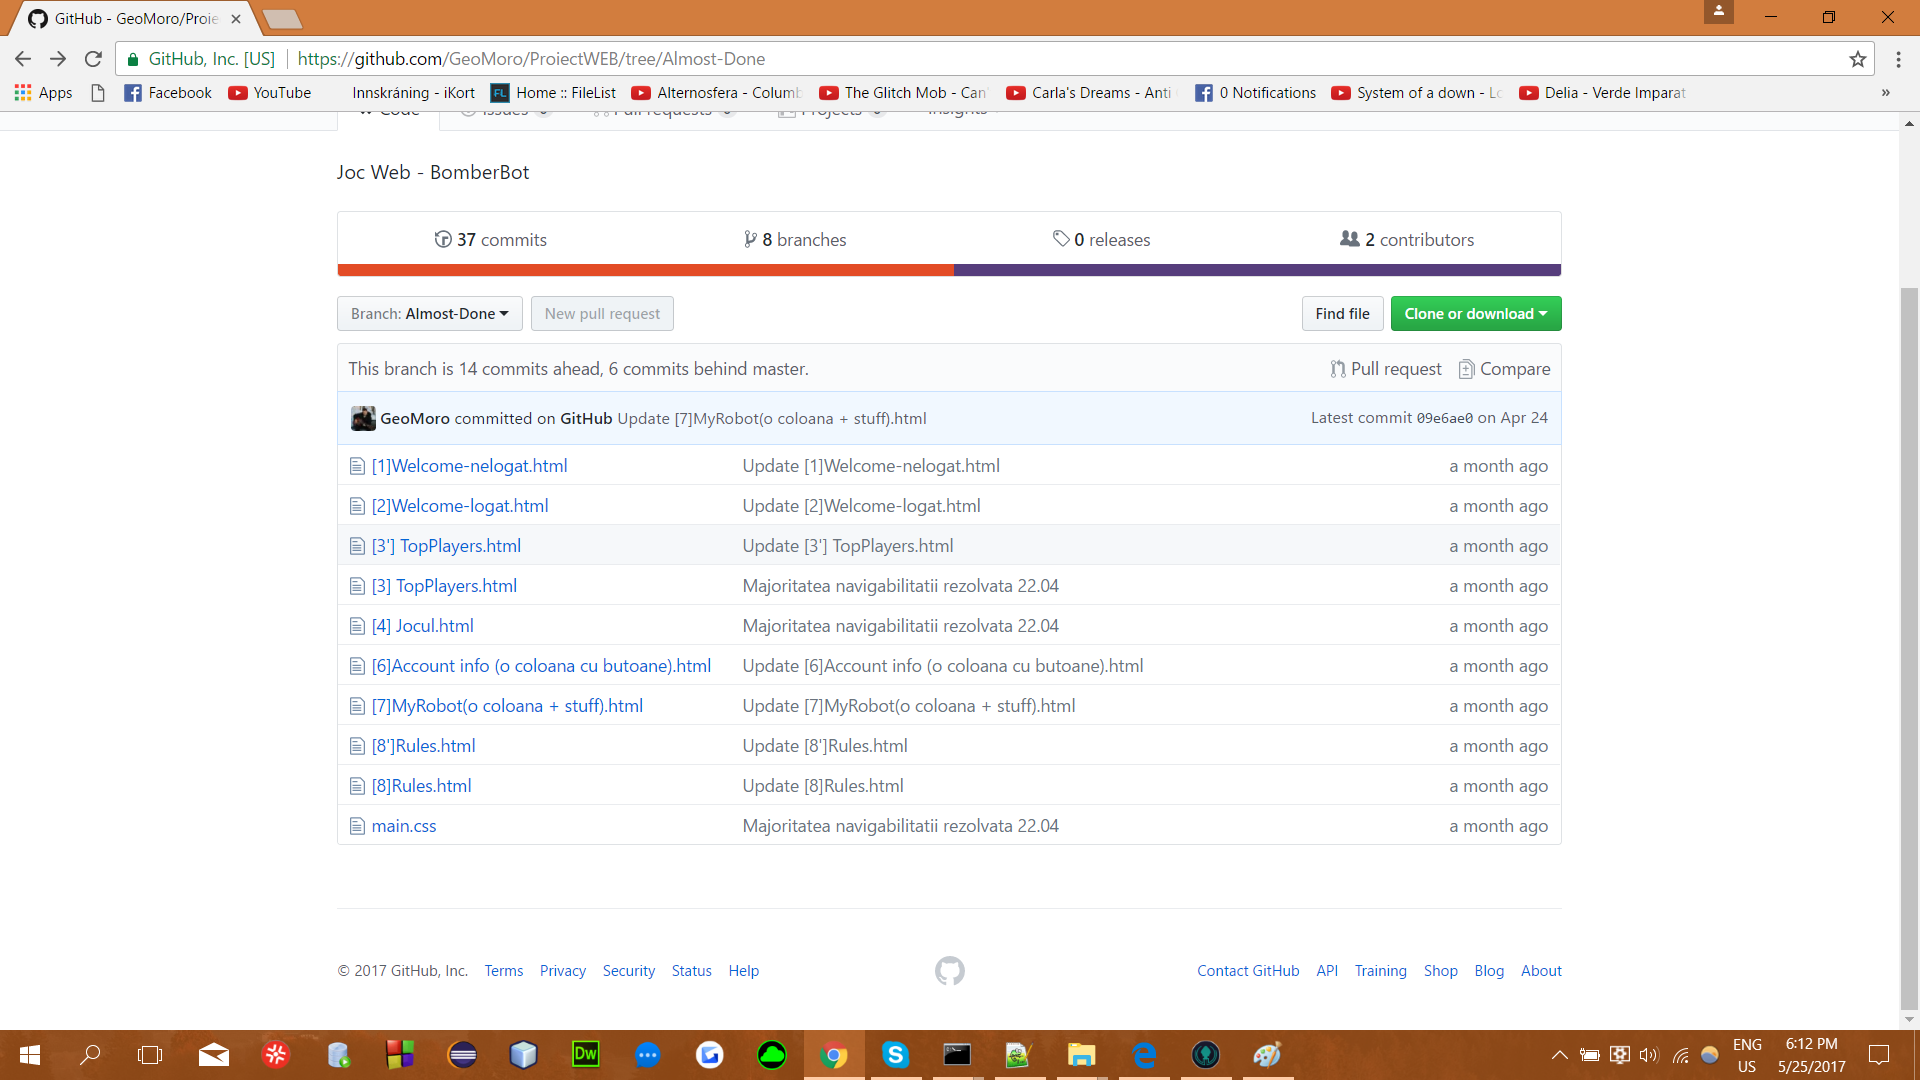 GitHub - GeoMoro/Proie
GitHub, Inc. [US] https://github.com/GeoMoro/ProiectWEB/tree/Almost-Done
Apps Facebook YouTube Innskráning - iKort Home :: FileList Alternosfera - Columb The Glitch Mob - Can' Carla's Dreams - Anti 0 Notifications System of a down - Lo Delia - Verde Imparat »
Code Issues Pull requests Projects Insights
Joc Web - BomberBot
37 commits 8 branches 0 releases 2 contributors
Branch: Almost-Done New pull request Find file Clone or download
This branch is 14 commits ahead, 6 commits behind master. Pull request Compare
GeoMoro committed on GitHub Update [7]MyRobot(o coloana + stuff).html Latest commit 09e6ae0 on Apr 24
[1]Welcome-nelogat.html Update [1]Welcome-nelogat.html a month ago
[2]Welcome-logat.html Update [2]Welcome-logat.html a month ago
[3'] TopPlayers.html Update [3'] TopPlayers.html a month ago
[3] TopPlayers.html Majoritatea navigabilitatii rezolvata 22.04 a month ago
[4] Jocul.html Majoritatea navigabilitatii rezolvata 22.04 a month ago
[6]Account info (o coloana cu butoane).html Update [6]Account info (o coloana cu butoane).html a month ago
[7]MyRobot(o coloana + stuff).html Update [7]MyRobot(o coloana + stuff).html a month ago
[8']Rules.html Update [8']Rules.html a month ago
[8]Rules.html Update [8]Rules.html a month ago
main.css Majoritatea navigabilitatii rezolvata 22.04 a month ago
© 2017 GitHub, Inc. Terms Privacy Security Status Help Contact GitHub API Training Shop Blog About
Dw
ENG 6:12 PM
US 5/25/2017